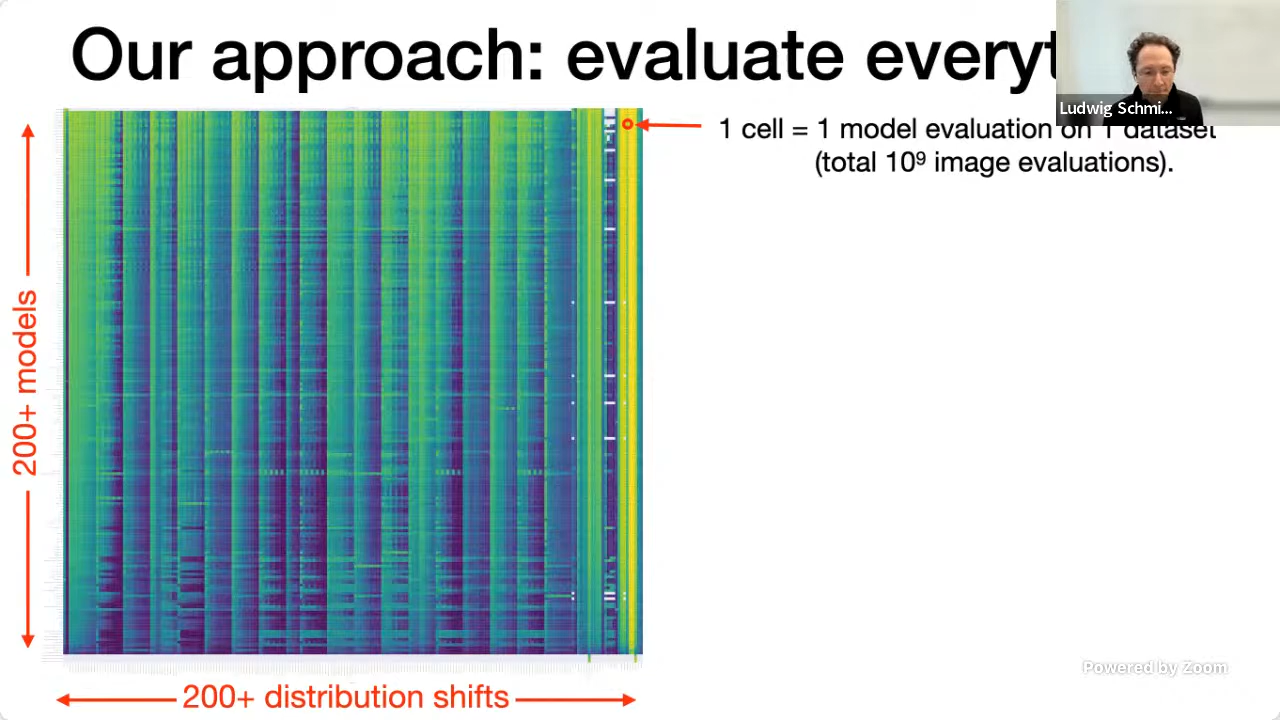 Our approach: evaluate everyt
Ludwig Schmi...
1 cell = 1 model evaluation on 1 dataset
(total 10⁹ image evaluations).
200+ models
200+ distribution shifts
Powered by Zoom